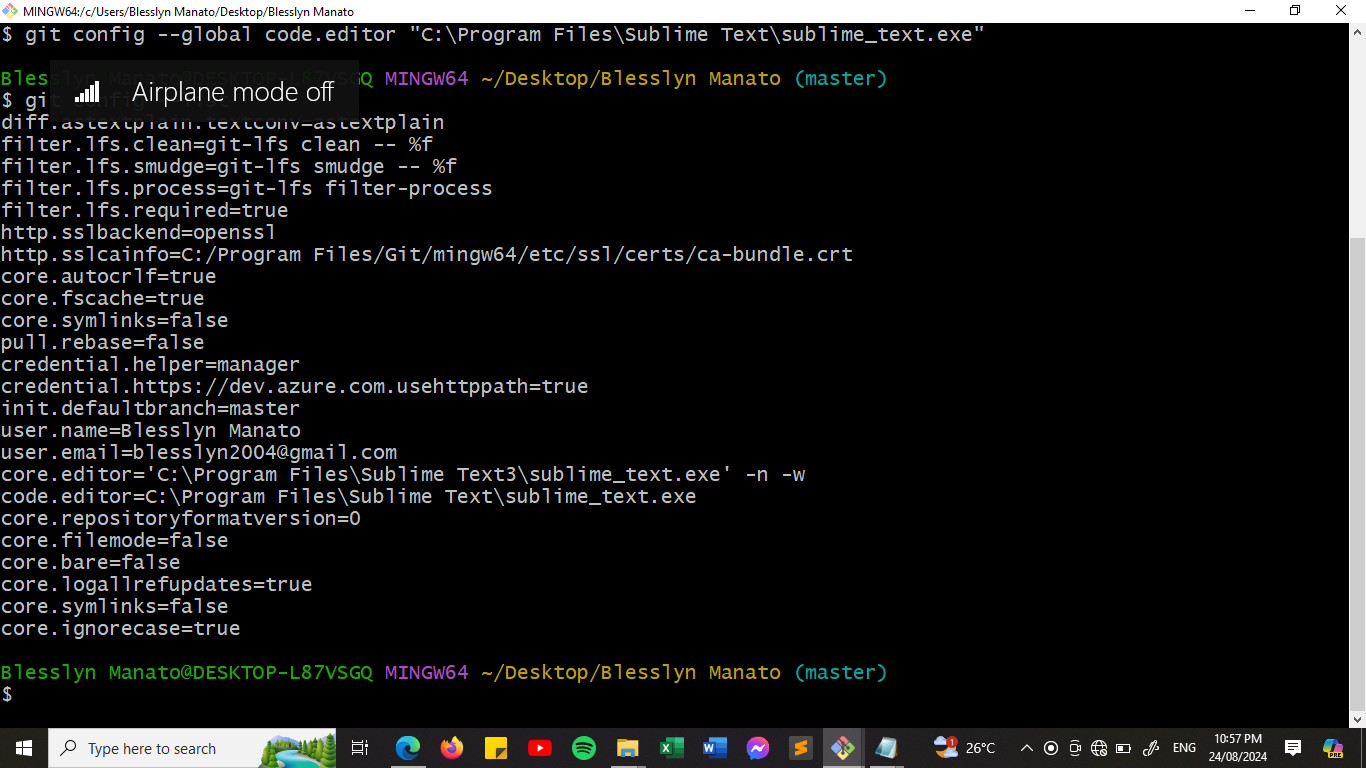 MINGW64:/c/Users/Blesslyn Manato/Desktop/Blesslyn Manato
$ git config --global code.editor "C:\Program Files\Sublime Text\sublime_text.exe"
Blesslyn Manato@DESKTOP-L87VSGQ MINGW64 ~/Desktop/Blesslyn Manato (master)
Airplane mode off
$ git config
diff.astextplain.textconv=astextplain
filter.lfs.clean=git-lfs clean -- %f
filter.lfs.smudge=git-lfs smudge -- %f
filter.lfs.process=git-lfs filter-process
filter.lfs.required=true
http.sslbackend=openssl
http.sslcainfo=C:/Program Files/Git/mingw64/etc/ssl/certs/ca-bundle.crt
core.autocrlf=true
core.fscache=true
core.symlinks=false
pull.rebase=false
credential.helper=manager
credential.https://dev.azure.com.usehttppath=true
init.defaultbranch=master
user.name=Blesslyn Manato
user.email=blesslyn2004@gmail.com
core.editor='C:\Program Files\Sublime Text3\sublime_text.exe' -n -w
code.editor=C:\Program Files\Sublime Text\sublime_text.exe
core.repositoryformatversion=0
core.filemode=false
core.bare=false
core.logallrefupdates=true
core.symlinks=false
core.ignorecase=true
Blesslyn Manato@DESKTOP-L87VSGQ MINGW64 ~/Desktop/Blesslyn Manato (master)
$
Type here to search
26°C
ENG
10:57 PM
24/08/2024